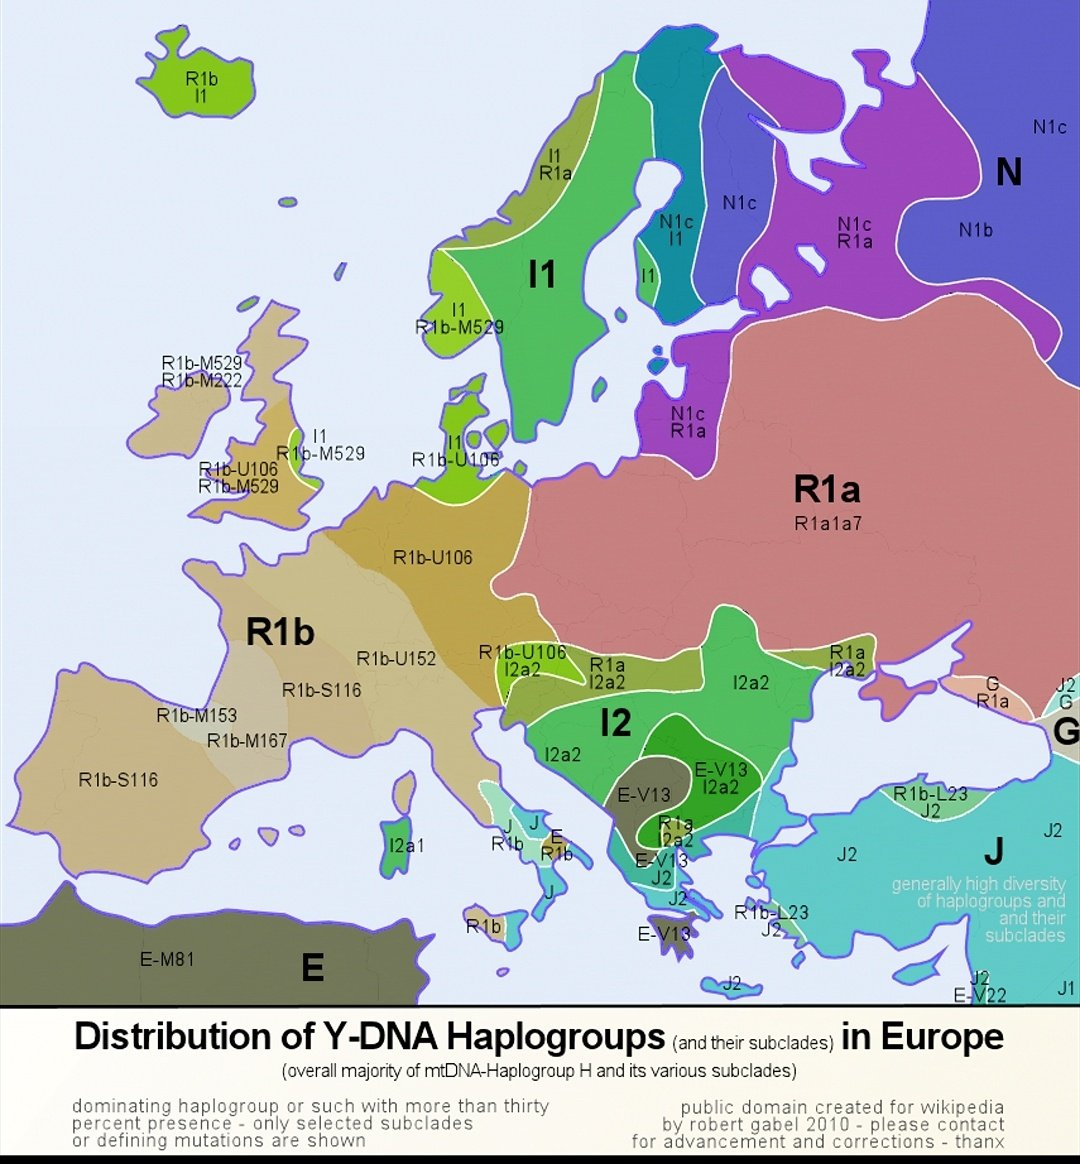 R1b
I1
N1c
N
I1
R1a
N1c
N1b
N1c
I1
N1c
R1a
I1
I1
I1
R1b-M529
R1b-M529
R1b-M222
N1c
R1a
I1
R1b-M529
I1
R1b-U106
R1b-U106
R1b-M529
R1a
R1a1a7
R1b-U106
R1b
R1b-U152
R1b-U106
I2a2
R1a
I2a2
R1a
I2a2
R1b-S116
I2a2
G
R1a
J2
G
R1b-M153
I2
G
R1b-M167
I2a2
R1b-S116
E-V13
I2a2
E-V13
R1b-L23
J2
J
J
R1b
E
R1b
R1a
I2a2
J2
I2a1
E-V13
J2
J2
J
J
J2
generally high diversity
of haplogroups and
and their
subclades
R1b
E-V13
R1b-L23
J2
E-M81
E
J2
J2
E-V22
J1
Distribution of Y-DNA Haplogroups (and their subclades) in Europe
(overall majority of mtDNA-Haplogroup H and its various subclades)
dominating haplogroup or such with more than thirty
percent presence - only selected subclades
or defining mutations are shown
public domain created for wikipedia
by robert gabel 2010 - please contact
for advancement and corrections - thanx